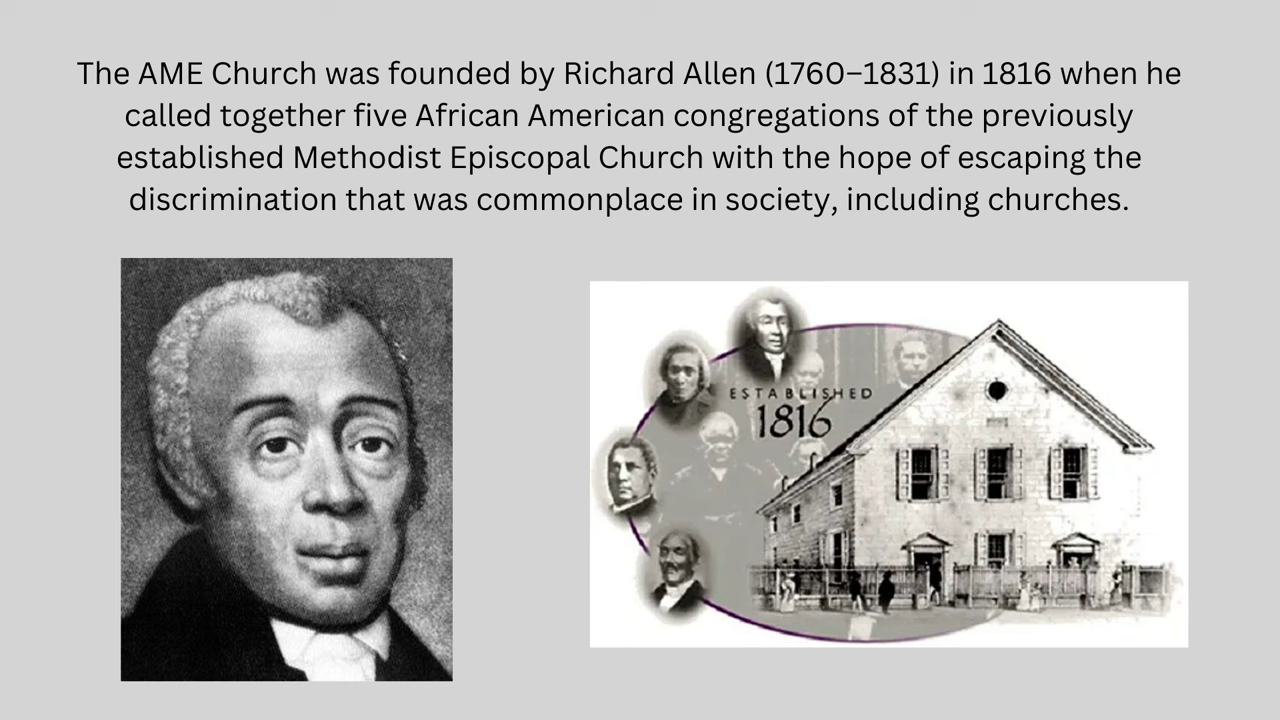 The AME Church was founded by Richard Allen (1760–1831) in 1816 when he
called together five African American congregations of the previously
established Methodist Episcopal Church with the hope of escaping the
discrimination that was commonplace in society, including churches.
ESTABLISHED
1816